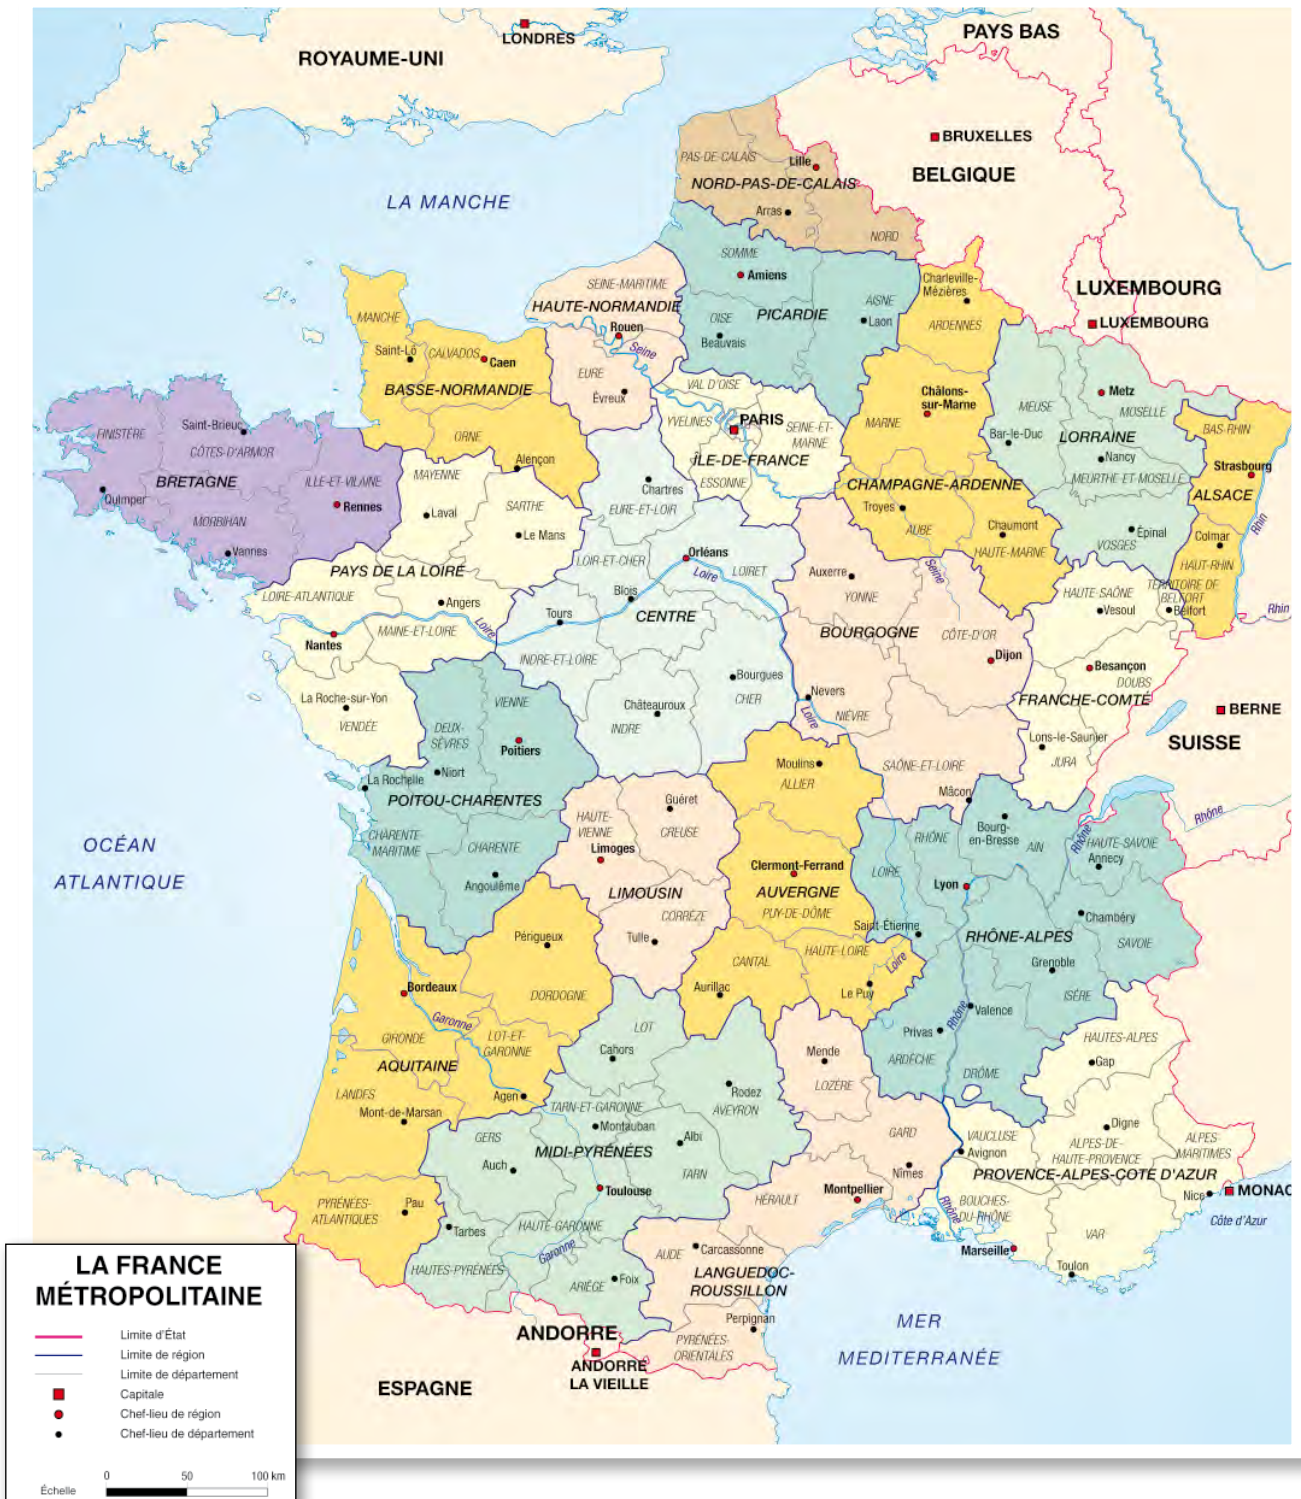 LONDRES
ROYAUME-UNI
PAYS BAS
BRUXELLES
BELGIQUE
LA MANCHE
PAS-DE-CALAIS
Lille
NORD-PAS-DE-CALAIS
Arras
NORD
SOMME
Amiens
PICARDIE
AISNE
Laon
OISE
Beauvais
SEINE-MARITIME
HAUTE-NORMANDIE
Rouen
Seine
EURE
Évreux
Charleville-
Mézières
ARDENNES
LUXEMBOURG
LUXEMBOURG
MANCHE
Saint-Lô
CALVADOS
Caen
BASSE-NORMANDIE
ORNE
Alençon
VAL D'OISE
YVELINES
PARIS
SEINE-ET-
MARNE
ÎLE-DE-FRANCE
ESSONNE
Châlons-
sur-Marne
MARNE
CHAMPAGNE-ARDENNE
Troyes
AUBE
Chaumont
HAUTE-MARNE
Metz
MOSELLE
MEUSE
Bar-le-Duc
LORRAINE
Nancy
MEURTHE-ET-MOSELLE
Épinal
VOSGES
BAS-RHIN
Strasbourg
ALSACE
Colmar
HAUT-RHIN
Rhin
Rhin
FINISTÈRE
Saint-Brieuc
CÔTES-D'ARMOR
BRETAGNE
ILLE-ET-VILAINE
Quimper
Rennes
MORBIHAN
Vannes
MAYENNE
Laval
SARTHE
Le Mans
PAYS DE LA LOIRE
LOIRE-ATLANTIQUE
Angers
MAINE-ET-LOIRE
Loire
Nantes
La Roche-sur-Yon
VENDÉE
Chartres
EURE-ET-LOIR
LOIR-ET-CHER
Orléans
Loire
LOIRET
Blois
Tours
CENTRE
INDRE-ET-LOIRE
Bourgues
CHER
Châteauroux
INDRE
Auxerre
YONNE
Seine
BOURGOGNE
CÔTE-D'OR
Dijon
Nevers
Loire
NIÈVRE
SAÔNE-ET-LOIRE
Mâcon
HAUTE-SAÔNE
TERRITOIRE DE
BELFORT
Vesoul
Belfort
Besançon
DOUBS
FRANCHE-COMTÉ
Lons-le-Saunier
JURA
BERNE
SUISSE
VIENNE
DEUX-
SÈVRES
Poitiers
La Rochelle
Niort
POITOU-CHARENTES
CHARENTE-
MARITIME
CHARENTE
Angoulême
Guéret
HAUTE-
VIENNE
CREUSE
Limoges
LIMOUSIN
CORRÈZE
Tulle
Moulins
ALLIER
Clermont-Ferrand
AUVERGNE
PUY-DE-DÔME
CANTAL
HAUTE-LOIRE
Loire
Aurillac
Le Puy
Bourg-
en-Bresse
AIN
Rhône
HAUTE-SAVOIE
Annecy
Rhône
RHÔNE
LOIRE
Lyon
Saint-Étienne
RHÔNE-ALPES
Chambéry
SAVOIE
Grenoble
ISÈRE
Valence
Rhône
Privas
ARDÈCHE
DRÔME
OCÉAN
ATLANTIQUE
Périgueux
DORDOGNE
Bordeaux
Garonne
GIRONDE
LOT-ET-
GARONNE
AQUITAINE
LANDES
Agen
Mont-de-Marsan
PYRÉNÉES-
ATLANTIQUES
Pau
LOT
Cahors
Rodez
AVEYRON
TARN-ET-GARONNE
Montauban
GERS
MIDI-PYRÉNÉES
Albi
Auch
TARN
Toulouse
HAUTE-GARONNE
Tarbes
Garonne
HAUTES-PYRÉNÉES
ARIÈGE
Foix
Mende
LOZÈRE
GARD
Nîmes
Montpellier
HÉRAULT
AUDE
Carcassonne
LANGUEDOC-
ROUSSILLON
Perpignan
PYRÉNÉES-
ORIENTALES
HAUTES-ALPES
Gap
VAUCLUSE
Avignon
Digne
ALPES-DE-
HAUTE-PROVENCE
ALPES-
MARITIMES
PROVENCE-ALPES-COTE D'AZUR
Rhône
BOUCHES-
DU-RHÔNE
Nice
MONAC
Côte d'Azur
VAR
Marseille
Toulon
MER
MEDITERRANÉE
ANDORRE
ANDORRE
LA VIEILLE
ESPAGNE
LA FRANCE
MÉTROPOLITAINE
Limite d'État
Limite de région
Limite de département
Capitale
Chef-lieu de région
Chef-lieu de département
0 50 100 km
Échelle